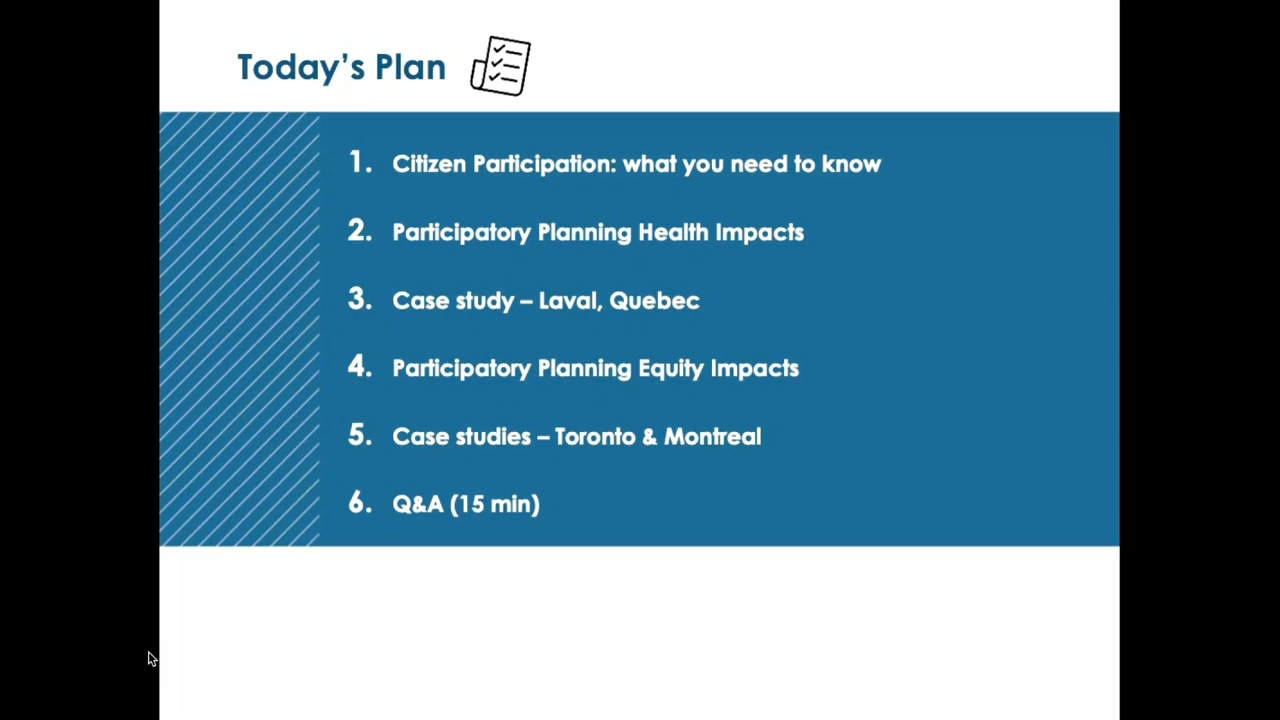 Today’s Plan
1. Citizen Participation: what you need to know
2. Participatory Planning Health Impacts
3. Case study – Laval, Quebec
4. Participatory Planning Equity Impacts
5. Case studies – Toronto & Montreal
6. Q&A (15 min)